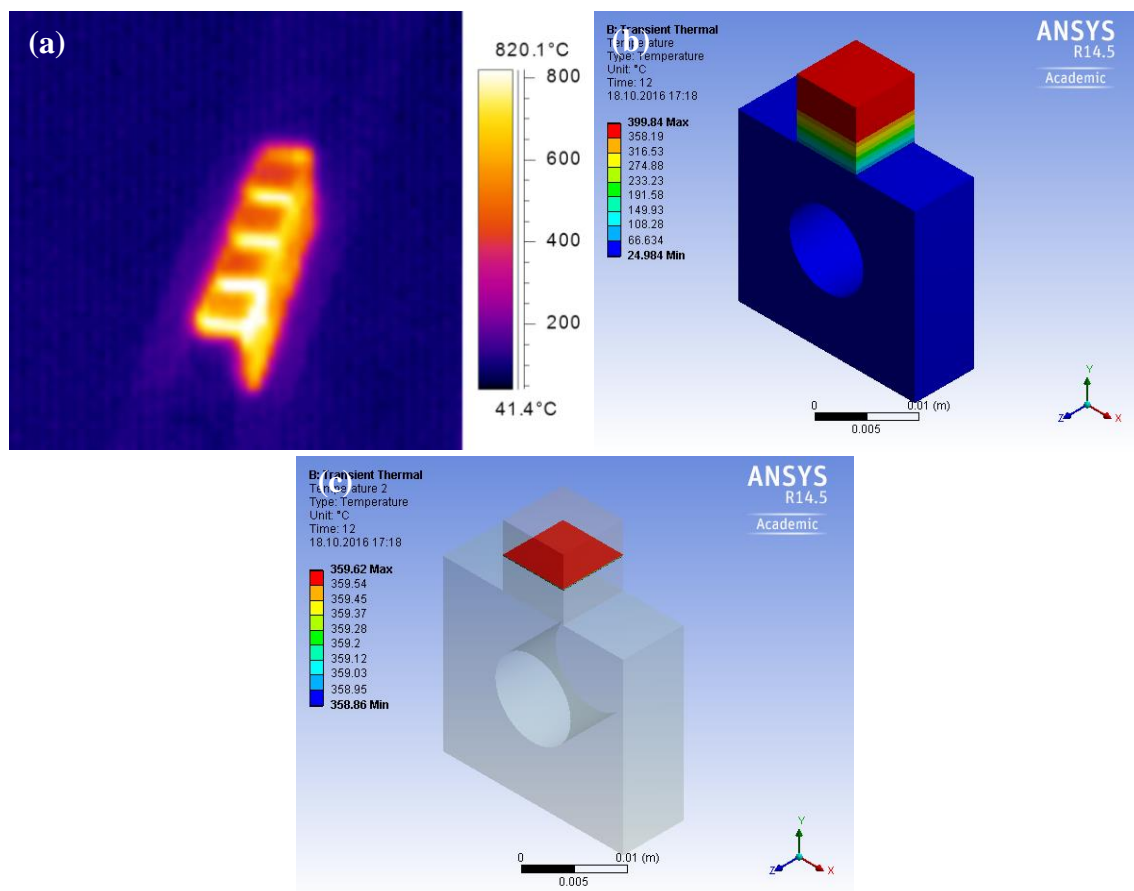 (a)
820.1°C
800
600
400
200
41.4°C
(b)
B: Transient Thermal
Temperature
Type: Temperature
Unit: °C
Time: 12
18.10.2016 17:18
399.84 Max
358.19
316.53
274.88
233.23
191.58
149.93
108.28
66.634
24.984 Min
ANSYS
R14.5
Academic
0
0.01 (m)
0.005
Y
Z
X
(c)
B: Transient Thermal
Temperature 2
Type: Temperature
Unit: °C
Time: 12
18.10.2016 17:18
359.62 Max
359.54
359.45
359.37
359.28
359.2
359.12
359.03
358.95
358.86 Min
ANSYS
R14.5
Academic
0
0.01 (m)
0.005
Y
Z
X